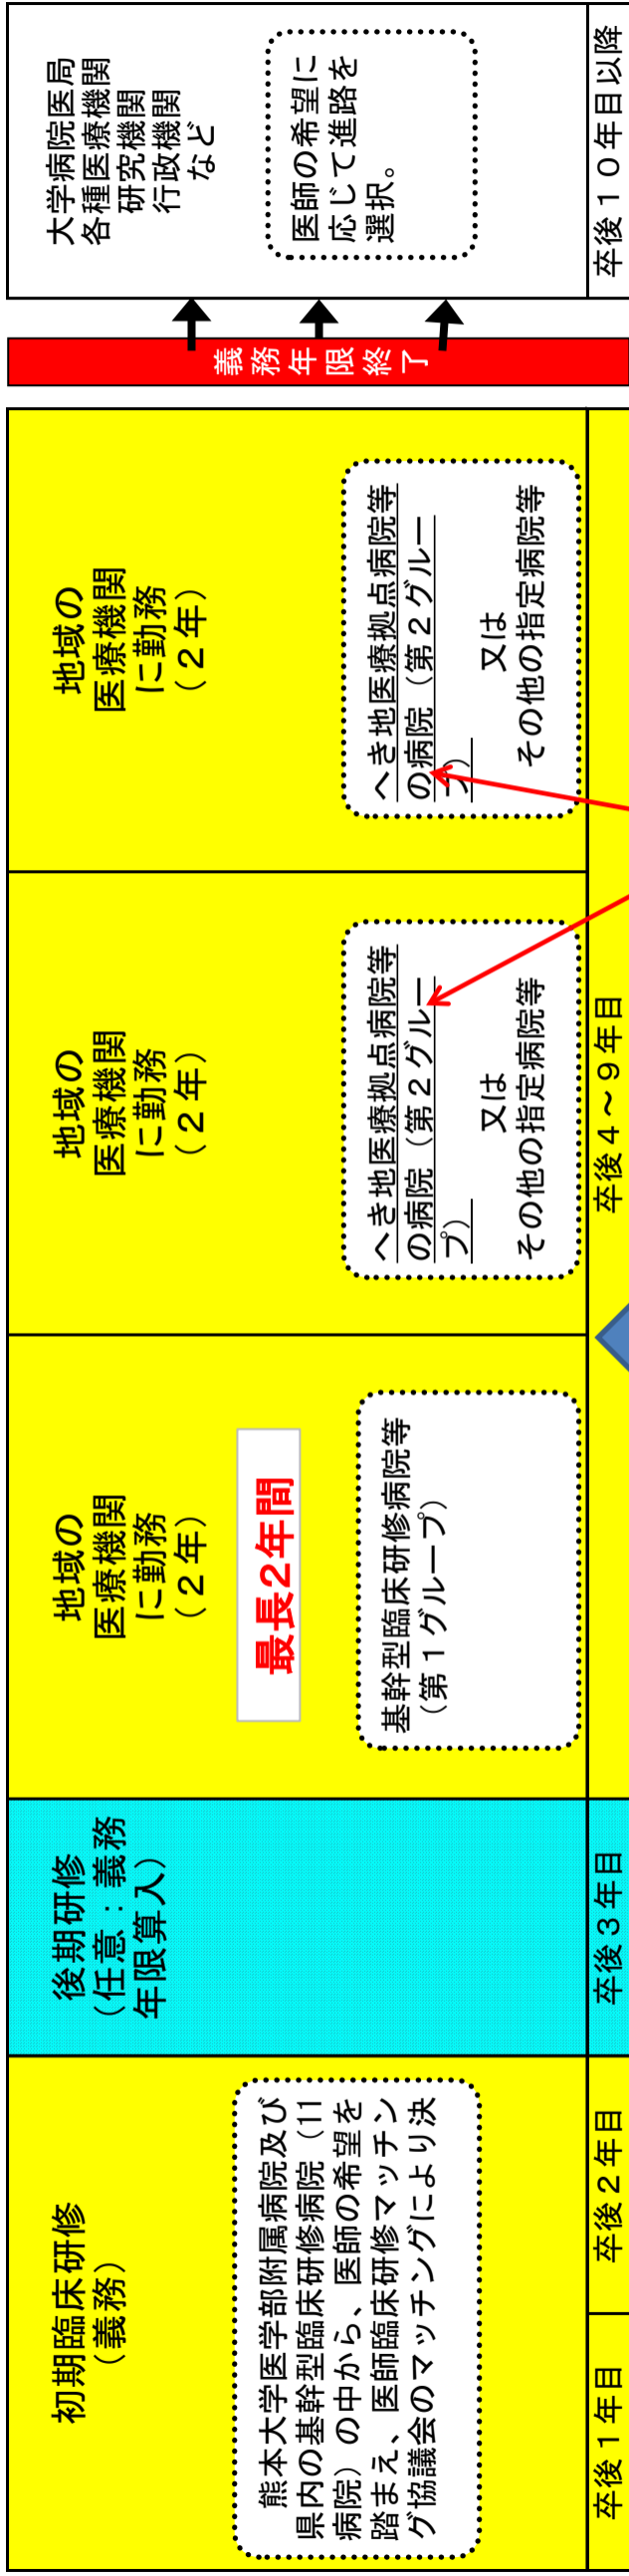 初期臨床研修
（義務）
熊本大学医学部附属病院及び
県内の基幹型臨床研修病院（11
病院）の中から、医師の希望を
踏まえ、医師臨床研修マッチン
グ協議会のマッチングにより決
卒後１年目
卒後２年目
後期研修
（任意：義務
年限算入）
卒後３年目
地域の
医療機関
に勤務
（２年）
最長2年間
基幹型臨床研修病院等
（第１グループ）
地域の
医療機関
に勤務
（２年）
へき地医療拠点病院等
の病院（第２グルー
プ）
又は
その他の指定病院等
地域の
医療機関
に勤務
（２年）
へき地医療拠点病院等
の病院（第２グルー
プ）
又は
その他の指定病院等
卒後４～９年目
義務年限終了
大学病院医局
各種医療機関
研究機関
行政機関
など
医師の希望に
応じて進路を
選択。
卒後１０年目以降